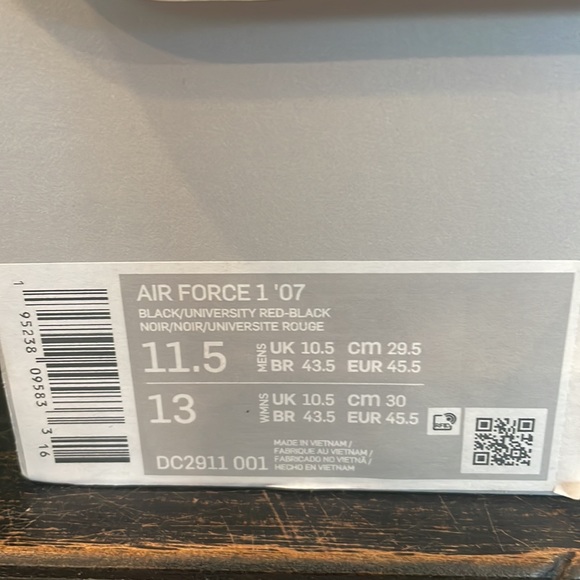 1 95238 09583 3 16
AIR FORCE 1 '07
BLACK/UNIVERSITY RED-BLACK
NOIR/NOIR/UNIVERSITE ROUGE
11.5 MENS UK 10.5 cm 29.5
BR 43.5 EUR 45.5
13 WMNS UK 10.5 cm 30
BR 43.5 EUR 45.5
RFID
DC2911 001
MADE IN VIETNAM /
FABRIQUE AU VIETNAM /
FABRICADO NO VIETNÃ /
HECHO EN VIETNAM